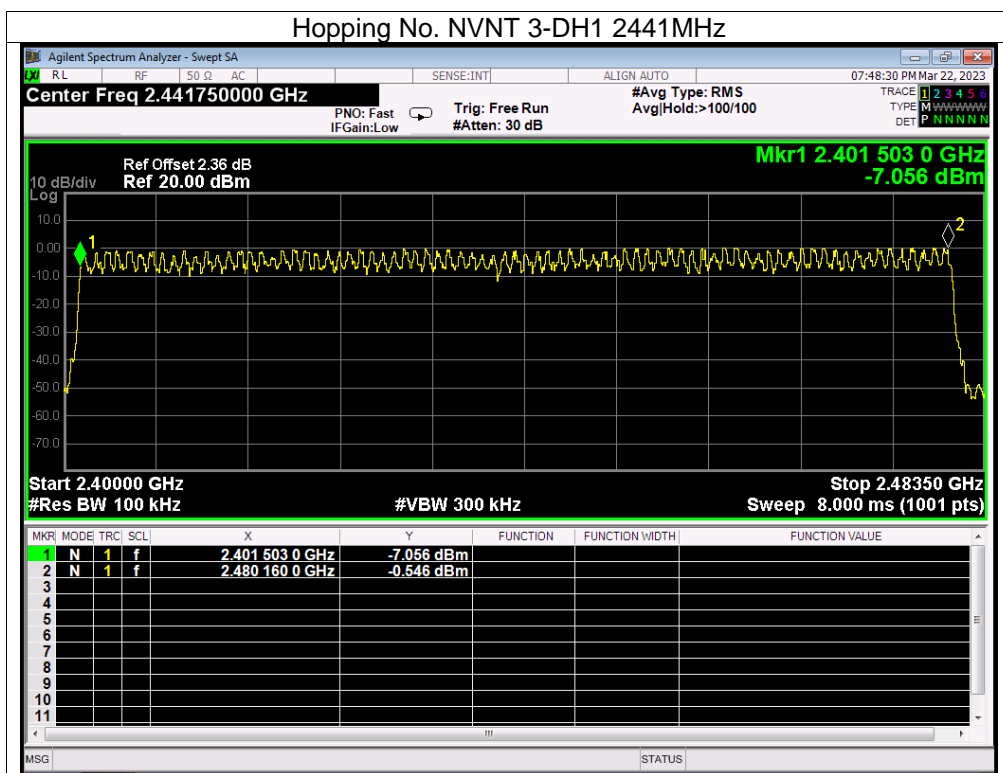 Hopping No. NVNT 3-DH1 2441MHz
Agilent Spectrum Analyzer - Swept SA
LXI RL RF 50 Ω AC SENSE:INT ALIGN AUTO 07:48:30 PM Mar 22, 2023
Center Freq 2.441750000 GHz #Avg Type: RMS TRACE 1 2 3 4 5 6
PNO: Fast Trig: Free Run Avg|Hold:>100/100 TYPE M WWWWW
IFGain:Low #Atten: 30 dB DET P N N N N N
Mkr1 2.401 503 0 GHz
Ref Offset 2.36 dB
10 dB/div Ref 20.00 dBm -7.056 dBm
Log
10.0
0.00
-10.0
-20.0
-30.0
-40.0
-50.0
-60.0
-70.0
1
2
Start 2.40000 GHz Stop 2.48350 GHz
#Res BW 100 kHz #VBW 300 kHz Sweep 8.000 ms (1001 pts)
MKR MODE TRC SCL X Y FUNCTION FUNCTION WIDTH FUNCTION VALUE
1 N 1 f 2.401 503 0 GHz -7.056 dBm
2 N 1 f 2.480 160 0 GHz -0.546 dBm
3
4
5
6
7
8
9
10
11
MSG STATUS